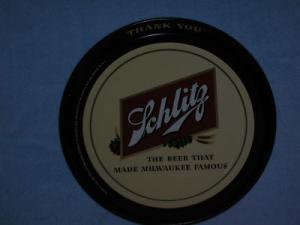 THANK YOU
Schlitz
THE BEER THAT
MADE MILWAUKEE FAMOUS